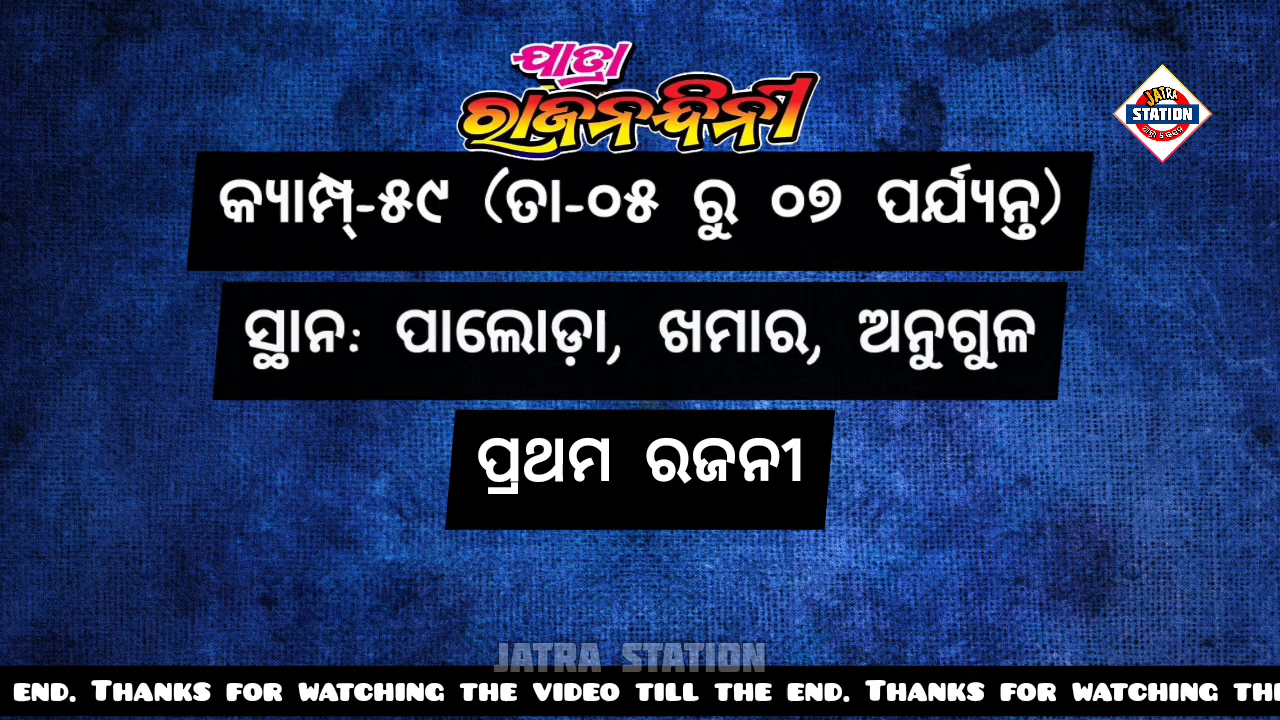 ଯାତ୍ରା
ରାଜନନ୍ଦିନୀ
JATRA
STATION
କ୍ୟାମ୍ପ୍-୫୯ (ତା-୦୫ ରୁ ୦୭ ପର୍ଯ୍ୟନ୍ତ)
ସ୍ଥାନ: ପାଲୋଡ଼ା, ଖମାର, ଅନୁଗୁଳ
ପ୍ରଥମ ରଜନୀ
JATRA STATION
END. THANKS FOR WATCHING THE VIDEO TILL THE END. THANKS FOR WATCHING THE